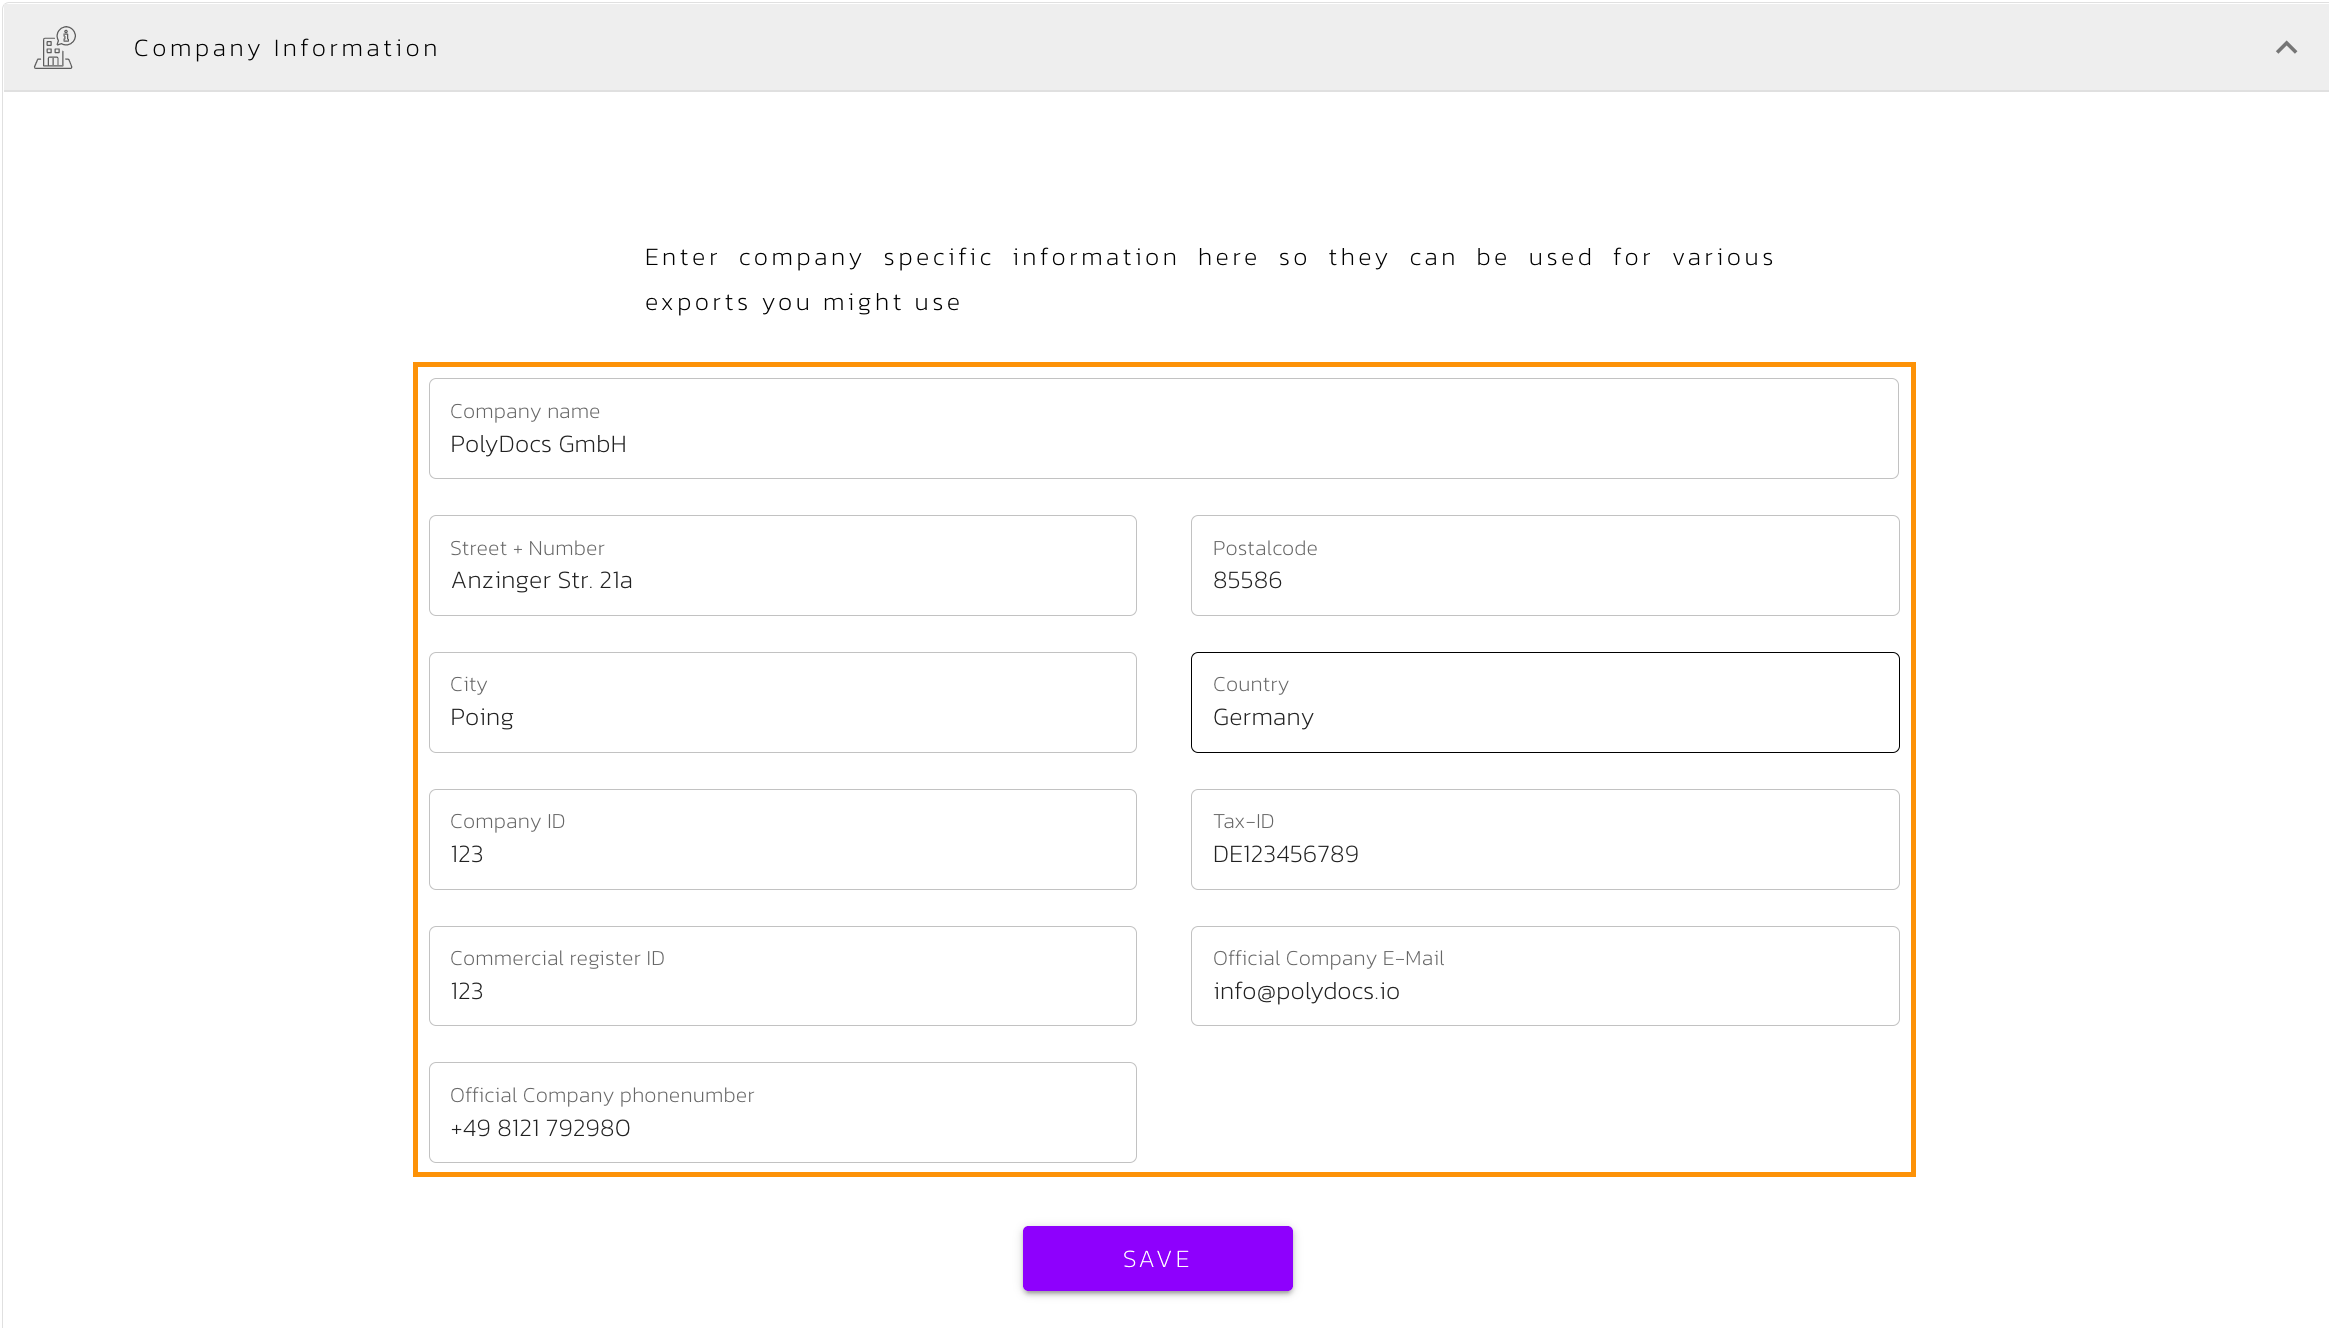 Company Information
Enter company specific information here so they can be used for various
exports you might use
Company name
PolyDocs GmbH
Street + Number
Anzinger Str. 21a
Postalcode
85586
City
Poing
Country
Germany
Company ID
123
Tax-ID
DE123456789
Commercial register ID
123
Official Company E-Mail
info@polydocs.io
Official Company phonenumber
+49 8121 792980
SAVE